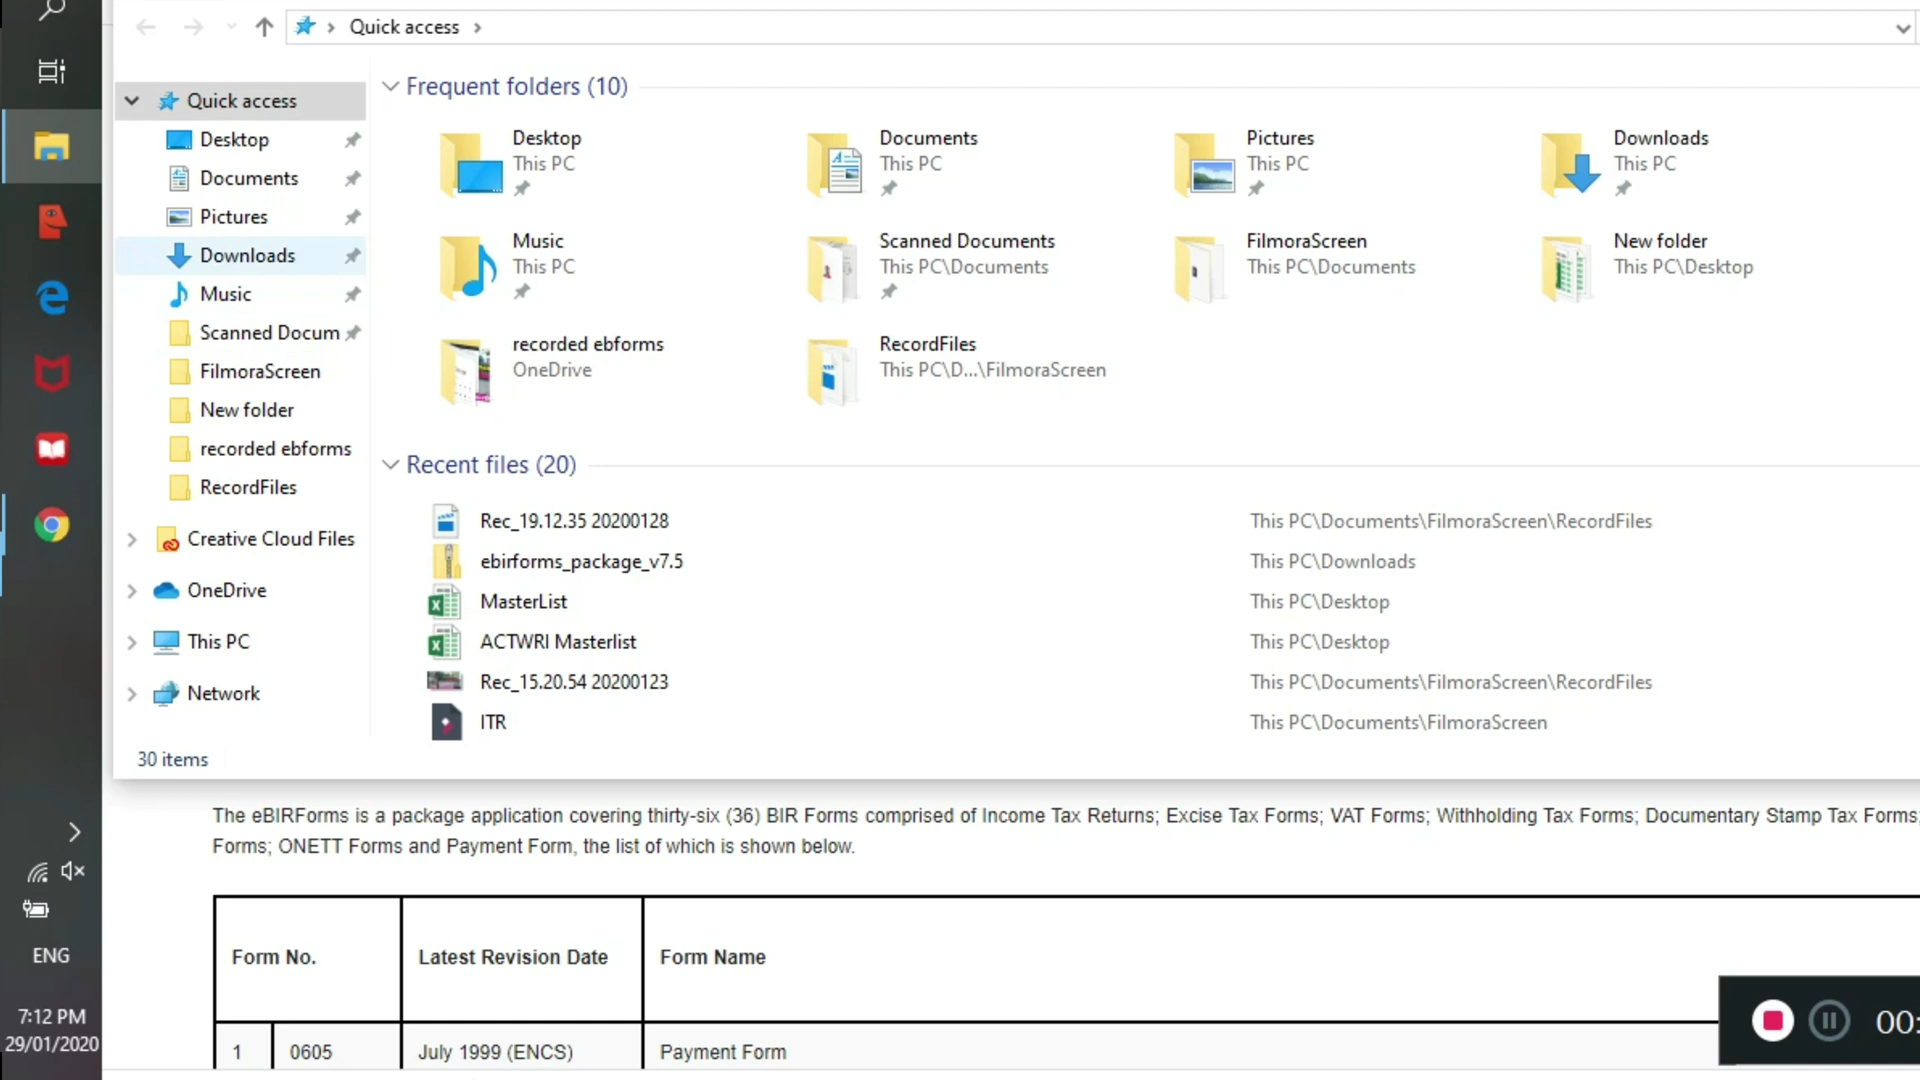 Quick access
Quick access
Desktop
Documents
Pictures
Downloads
Music
Scanned Docum
FilmoraScreen
New folder
recorded ebforms
RecordFiles
Creative Cloud Files
OneDrive
This PC
Network
30 items
Frequent folders (10)
Desktop
This PC
Documents
This PC
Pictures
This PC
Downloads
This PC
Music
This PC
Scanned Documents
This PC\Documents
FilmoraScreen
This PC\Documents
New folder
This PC\Desktop
recorded ebforms
OneDrive
RecordFiles
This PC\D...\FilmoraScreen
Recent files (20)
Rec_19.12.35 20200128 This PC\Documents\FilmoraScreen\RecordFiles
ebirforms_package_v7.5 This PC\Downloads
MasterList This PC\Desktop
ACTWRI Masterlist This PC\Desktop
Rec_15.20.54 20200123 This PC\Documents\FilmoraScreen\RecordFiles
ITR This PC\Documents\FilmoraScreen
The eBIRForms is a package application covering thirty-six (36) BIR Forms comprised of Income Tax Returns; Excise Tax Forms; VAT Forms; Withholding Tax Forms; Documentary Stamp Tax Forms;
Forms; ONETT Forms and Payment Form, the list of which is shown below.
Form No. Latest Revision Date Form Name
1 0605 July 1999 (ENCS) Payment Form
ENG
7:12 PM
29/01/2020
00: